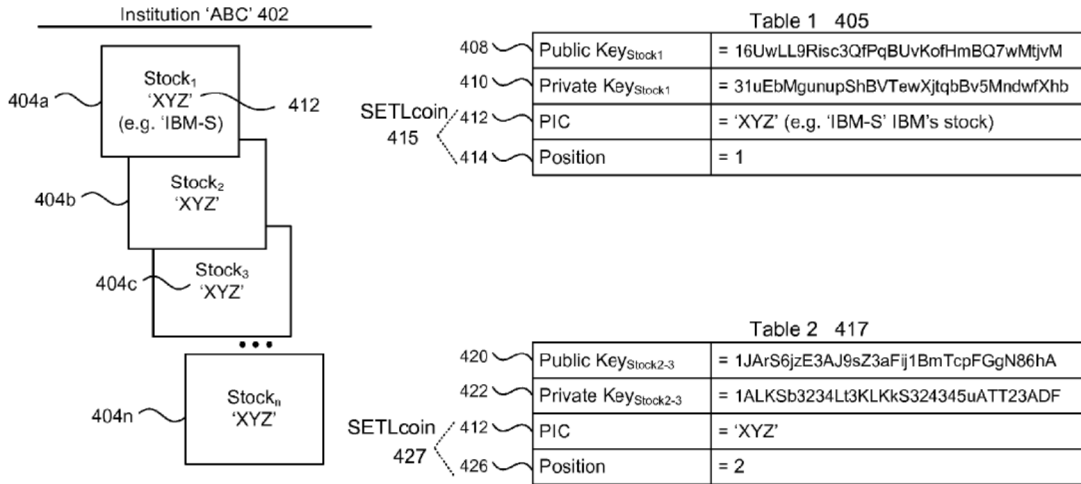 Institution ‘ABC’ 402
Stock1
‘XYZ’
(e.g. ‘IBM-S)
404a
412
Stock2
‘XYZ’
404b
Stock3
‘XYZ’
404c
•••
Stockn
‘XYZ’
404n
Table 1 405
408 Public KeyStock1 = 16UwLL9Risc3QfPqBUvKofHmBQ7wMtjvM
410 Private KeyStock1 = 31uEbMgunupShBVTewXjtqbBv5MndwfXhb
SETLcoin
415
412 PIC = ‘XYZ’ (e.g. ‘IBM-S’ IBM’s stock)
414 Position = 1
Table 2 417
420 Public KeyStock2-3 = 1JArS6jzE3AJ9sZ3aFij1BmTcpFGgN86hA
422 Private KeyStock2-3 = 1ALKSb3234Lt3KLKkS324345uATT23ADF
SETLcoin
427
412 PIC = ‘XYZ’
426 Position = 2